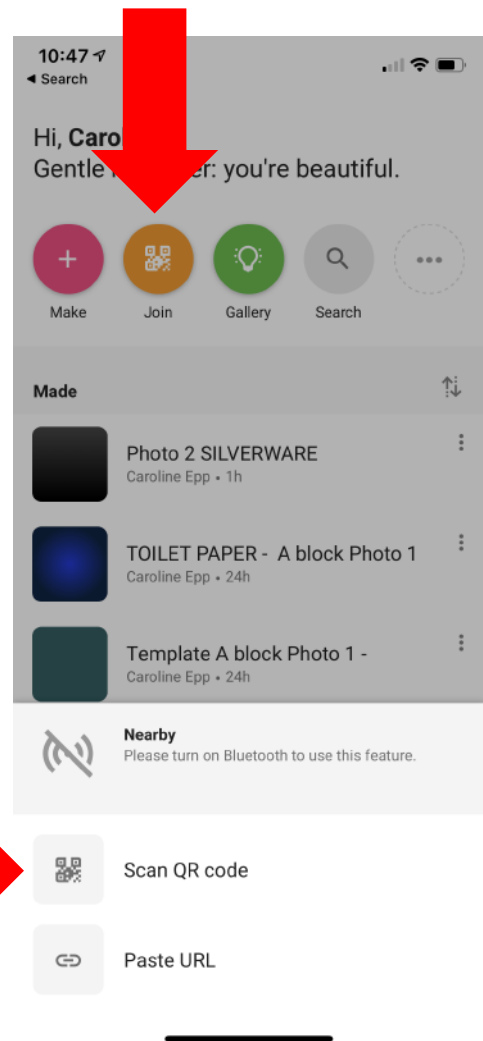 10:47
◀ Search
Hi, Caro
Gentle er: you're beautiful.
Make
Join
Gallery
Search
Made
Photo 2 SILVERWARE
Caroline Epp • 1h
TOILET PAPER - A block Photo 1
Caroline Epp • 24h
Template A block Photo 1 -
Caroline Epp • 24h
Nearby
Please turn on Bluetooth to use this feature.
Scan QR code
Paste URL